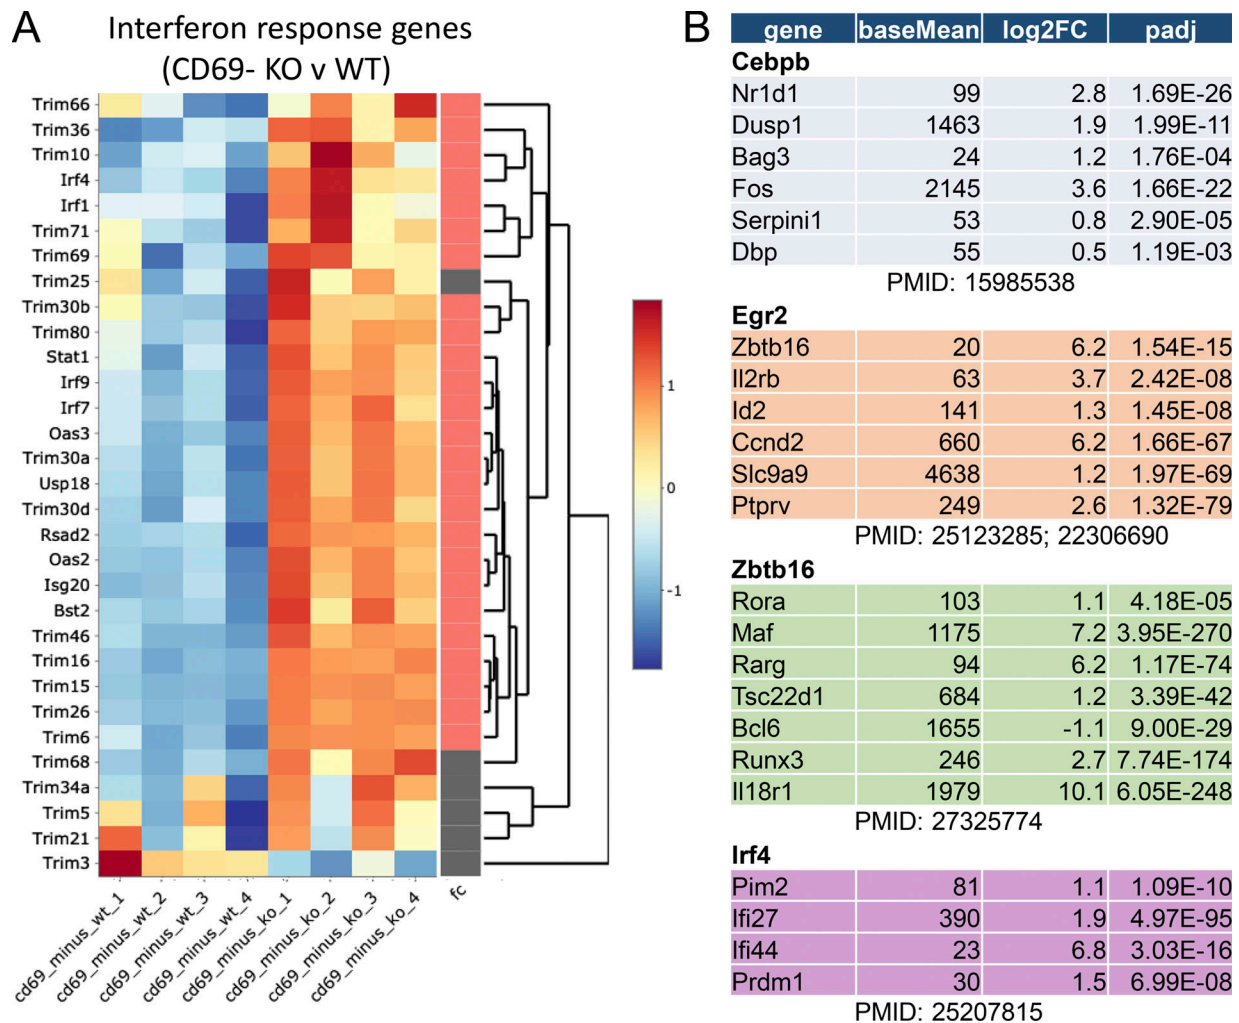 A
Interferon response genes
(CD69- KO v WT)
Trim66
Trim36
Trim10
Irf4
Irf1
Trim71
Trim69
Trim25
Trim30b
Trim80
Stat1
Irf9
Irf7
Oas3
Trim30a
Usp18
Trim30d
Rsad2
Oas2
Isg20
Bst2
Trim46
Trim16
Trim15
Trim26
Trim6
Trim68
Trim34a
Trim5
Trim21
Trim3
cd69_minus_wt_1
cd69_minus_wt_2
cd69_minus_wt_3
cd69_minus_wt_4
cd69_minus_ko_1
cd69_minus_ko_2
cd69_minus_ko_3
cd69_minus_ko_4
fc
1
0
-1
B
gene baseMean log2FC padj
Cebpb
Nr1d1 99 2.8 1.69E-26
Dusp1 1463 1.9 1.99E-11
Bag3 24 1.2 1.76E-04
Fos 2145 3.6 1.66E-22
Serpini1 53 0.8 2.90E-05
Dbp 55 0.5 1.19E-03
PMID: 15985538
Egr2
Zbtb16 20 6.2 1.54E-15
Il2rb 63 3.7 2.42E-08
Id2 141 1.3 1.45E-08
Ccnd2 660 6.2 1.66E-67
Slc9a9 4638 1.2 1.97E-69
Ptprv 249 2.6 1.32E-79
PMID: 25123285; 22306690
Zbtb16
Rora 103 1.1 4.18E-05
Maf 1175 7.2 3.95E-270
Rarg 94 6.2 1.17E-74
Tsc22d1 684 1.2 3.39E-42
Bcl6 1655 -1.1 9.00E-29
Runx3 246 2.7 7.74E-174
Il18r1 1979 10.1 6.05E-248
PMID: 27325774
Irf4
Pim2 81 1.1 1.09E-10
Ifi27 390 1.9 4.97E-95
Ifi44 23 6.8 3.03E-16
Prdm1 30 1.5 6.99E-08
PMID: 25207815